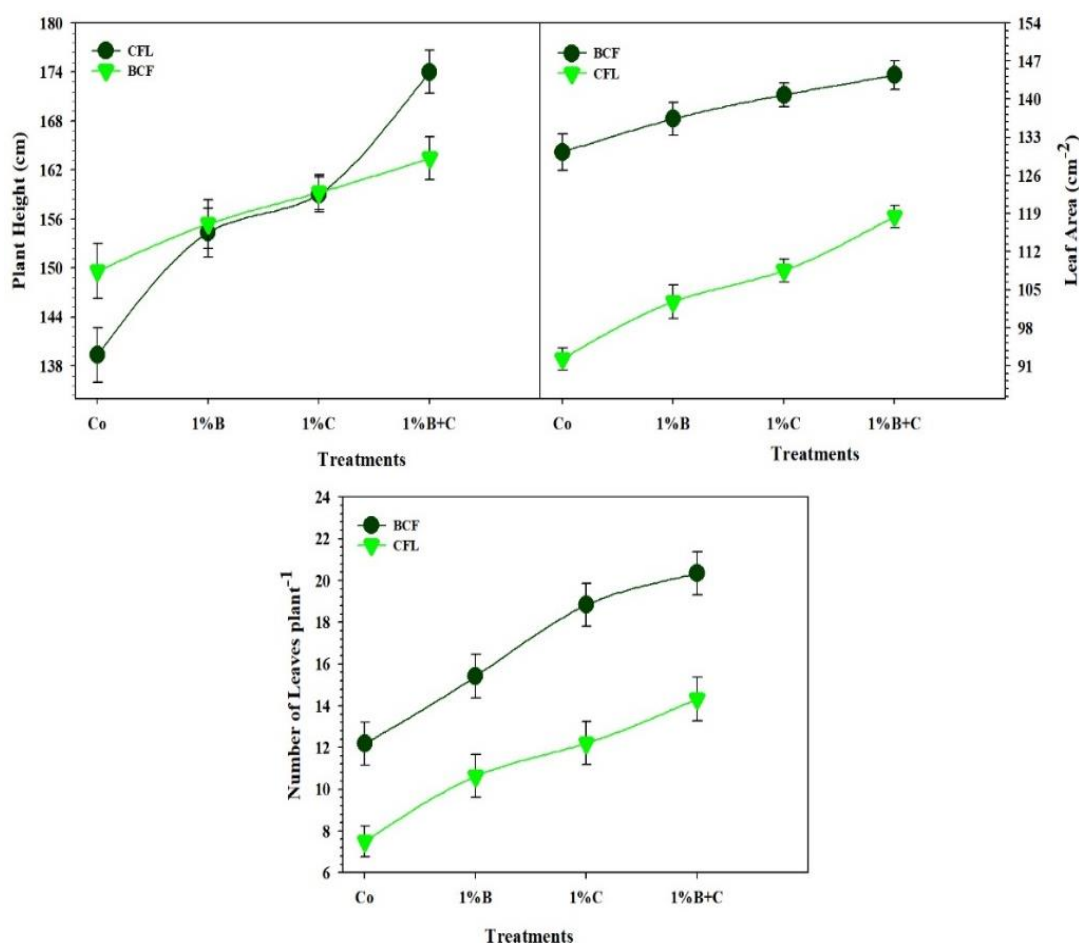 Plant Height (cm)
180
174
168
162
156
150
144
138
CFL
BCF
Co
1%B
1%C
1%B+C
Treatments
BCF
CFL
154
147
140
133
126
119
112
105
98
91
Leaf Area (cm⁻²)
Co
1%B
1%C
1%B+C
Treatments
Number of Leaves plant⁻¹
24
22
20
18
16
14
12
10
8
6
BCF
CFL
Co
1%B
1%C
1%B+C
Treatments